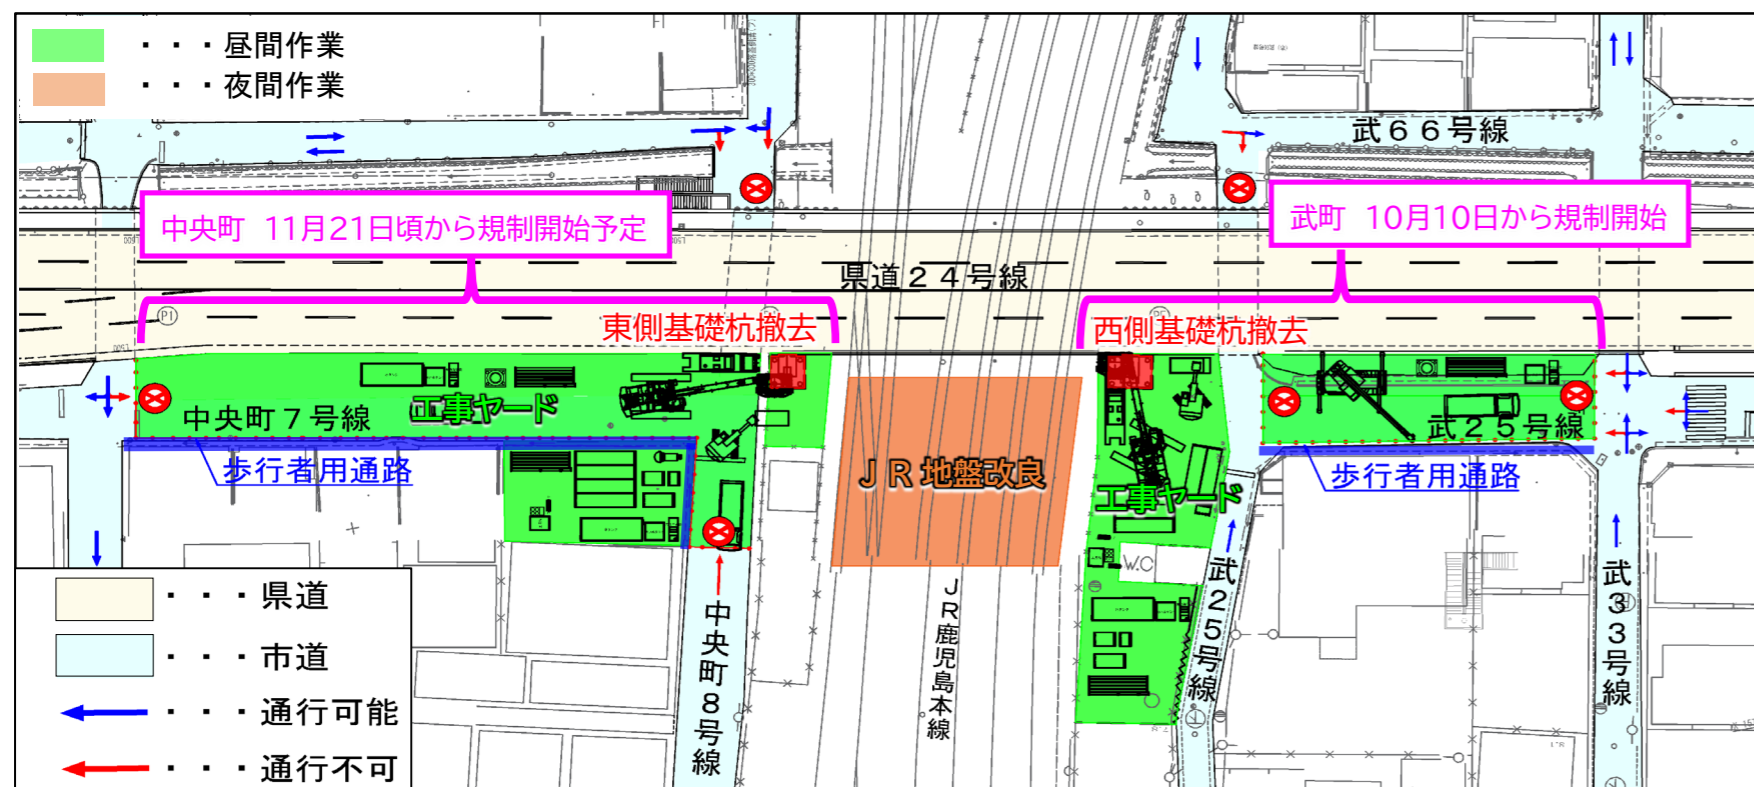 ・・・昼間作業
・・・夜間作業
武66号線
中央町 11月21日頃から規制開始予定
武町 10月10日から規制開始
県道24号線
P1
東側基礎杭撤去
西側基礎杭撤去
中央町7号線
工事ヤード
武25号線
歩行者用通路
JR地盤改良
工事ヤード
歩行者用通路
W.C
武25号線
武33号線
中央町8号線
JR鹿児島本線
・・・県道
・・・市道
・・・通行可能
・・・通行不可